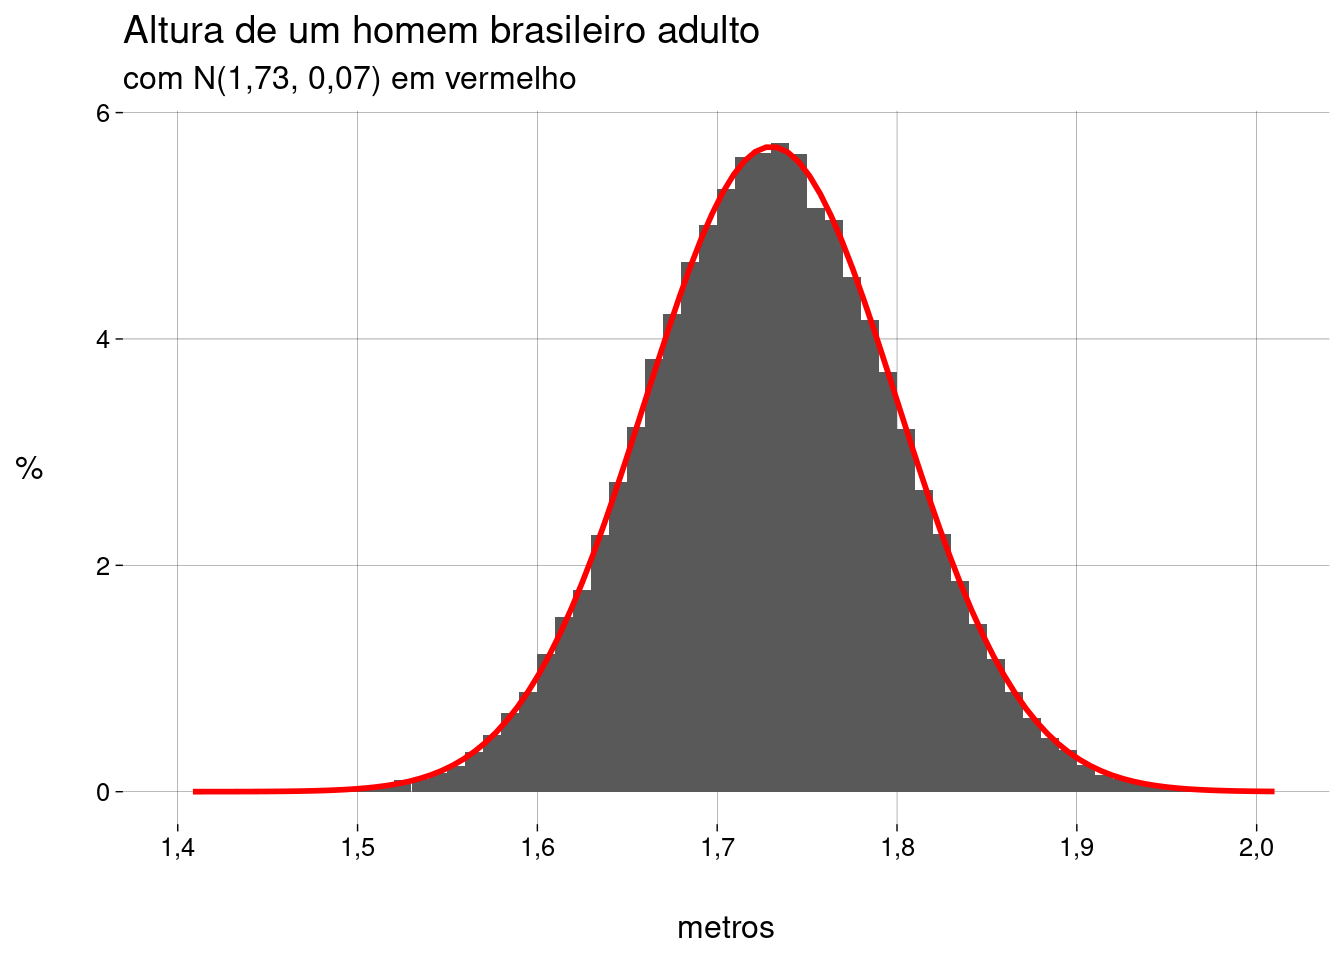 Altura de um homem brasileiro adulto
com N(1,73, 0,07) em vermelho
6
4
%
2
0
1,4 1,5 1,6 1,7 1,8 1,9 2,0
metros